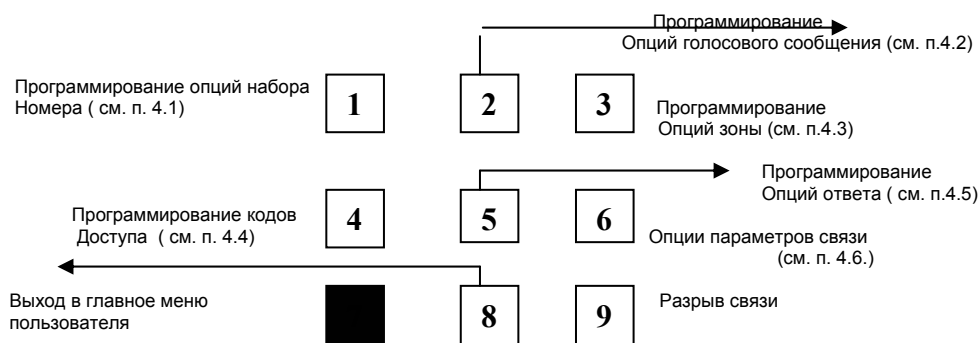 Программирование
Опций голосового сообщения (см. п.4.2)
Программирование опций набора
Номера ( см. п. 4.1)
1
2
3
Программирование
Опций зоны (см. п.4.3)
Программирование
Опций ответа ( см. п.4.5)
Программирование кодов
Доступа ( см. п. 4.4)
4
5
6
Опции параметров связи
(см. п. 4.6.)
Выход в главное меню
пользователя
8
9
Разрыв связи